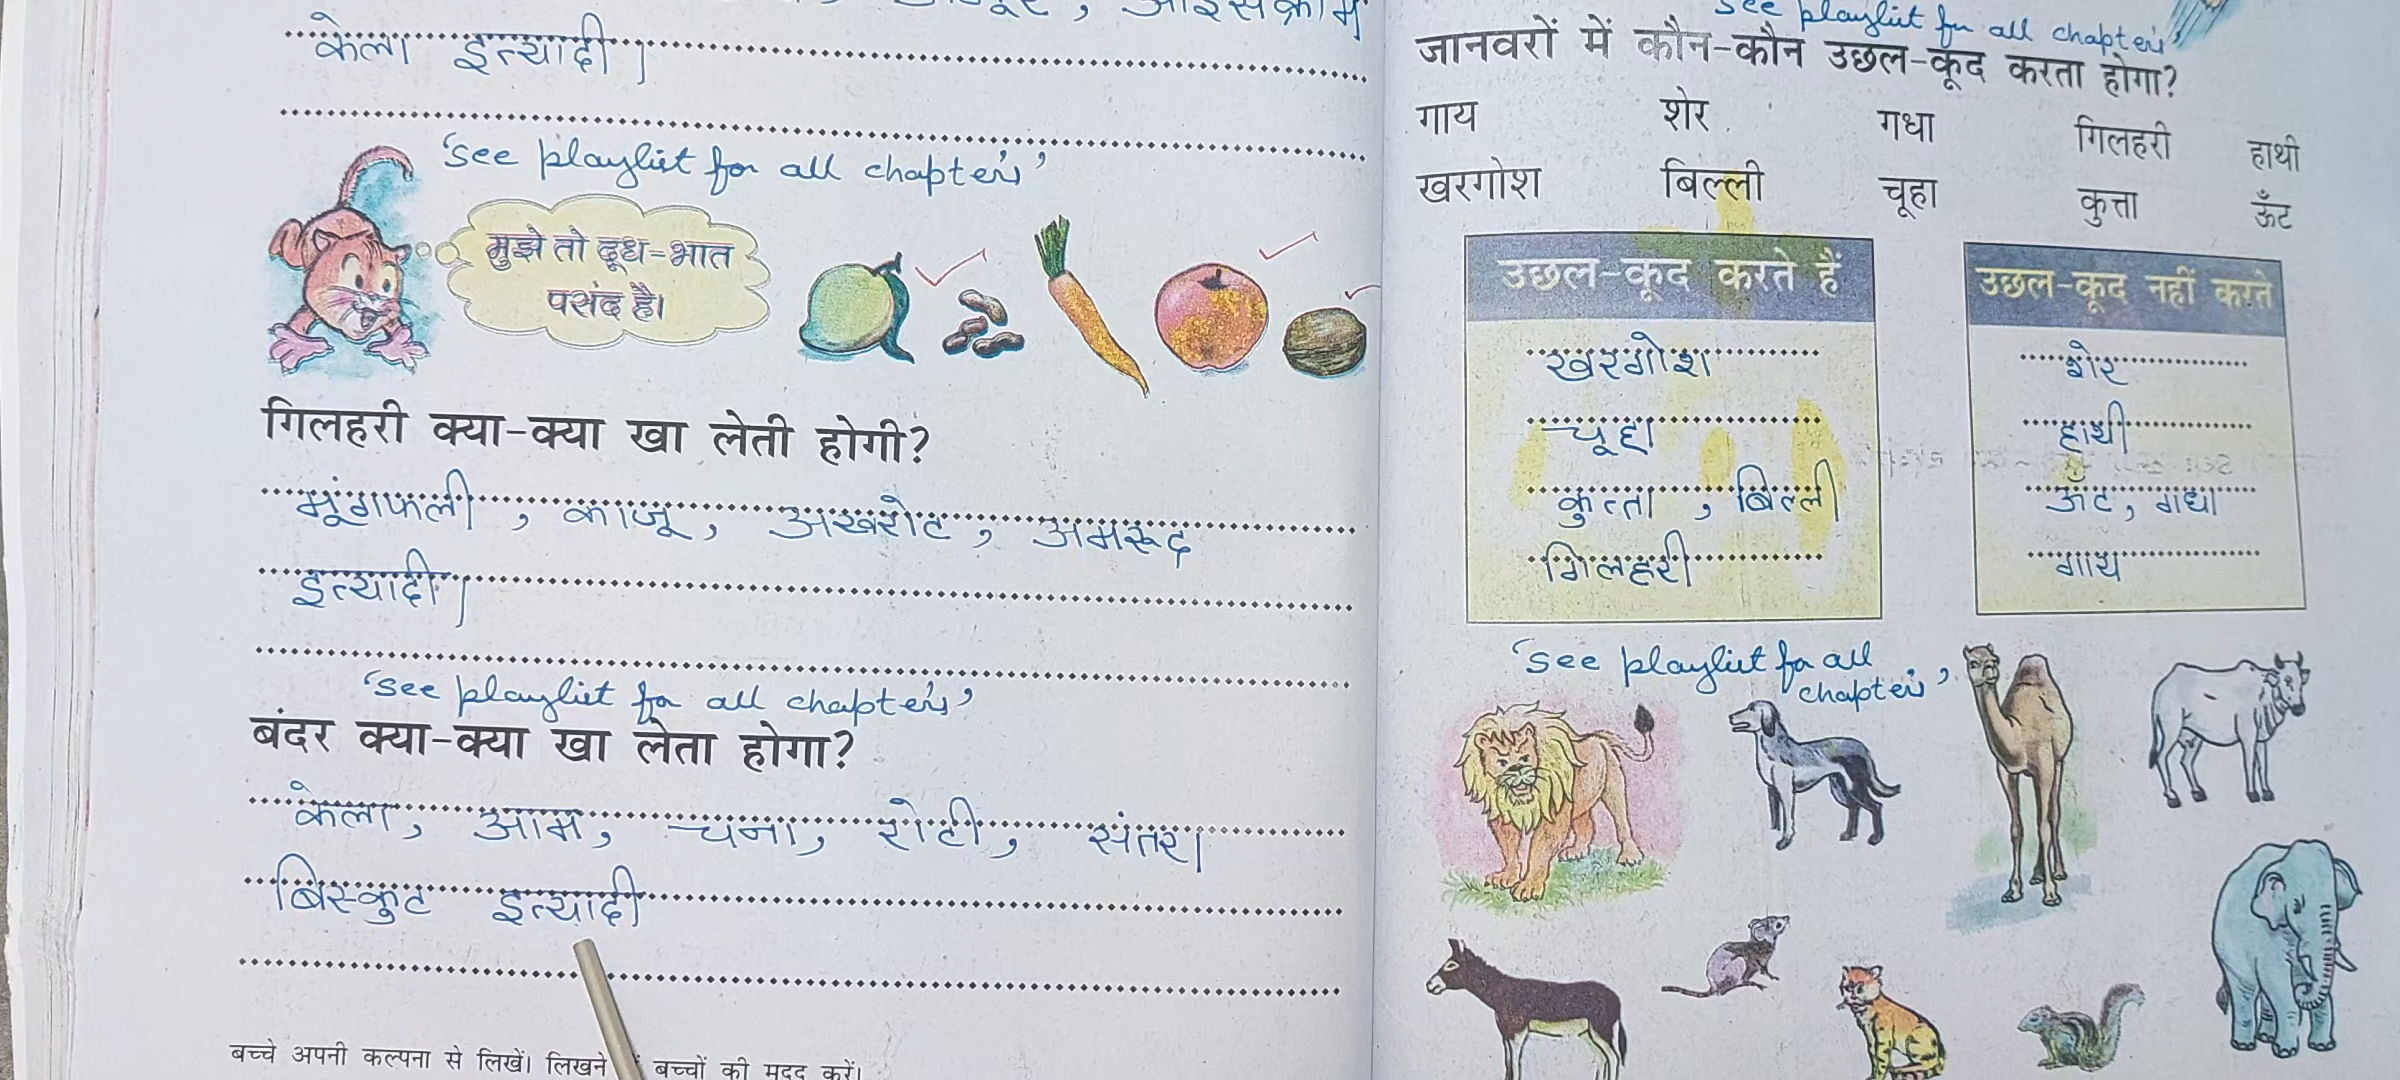 केला इत्यादी।
'see playlist for all chapters'
मुझे तो दूध-भात
पसंद है।
गिलहरी क्या-क्या खा लेती होगी?
मूंगफली, काजू, अखरोट, अमरूद
इत्यादी।
'see playlist for all chapters'
बंदर क्या-क्या खा लेता होगा?
केला, आम, चना, रोटी, संतरा
बिस्कुट इत्यादी
बच्चे अपनी कल्पना से लिखें। लिखने बच्चों की मदद करें।
see playlist for all chapters'
जानवरों में कौन-कौन उछल-कूद करता होगा?
गाय शेर गधा गिलहरी हाथी
खरगोश बिल्ली चूहा कुत्ता ऊँट
उछल-कूद करते हैं
खरगोश
चूहा
कुत्ता, बिल्ली
गिलहरी
उछल-कूद नहीं करते
शेर
हाथी
ऊँट, गधा
गाय
'see playlist for all
chapters'